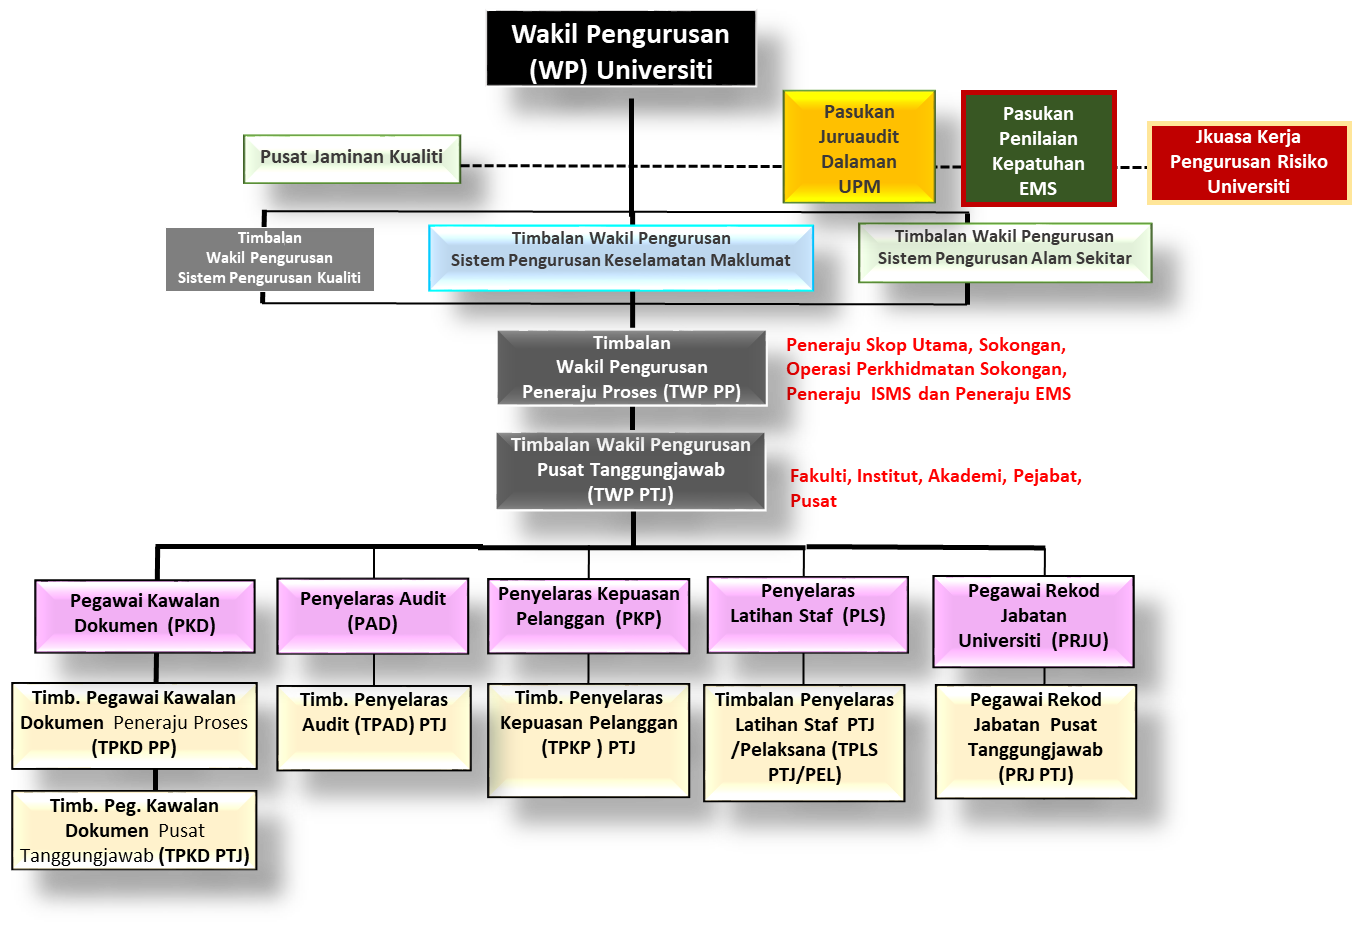 Wakil Pengurusan
(WP) Universiti
Pusat Jaminan Kualiti
Pasukan
Juruaudit
Dalaman
UPM
Pasukan
Penilaian
Kepatuhan
EMS
Jkuasa Kerja
Pengurusan Risiko
Universiti
Timbalan
Wakil Pengurusan
Sistem Pengurusan Kualiti
Timbalan Wakil Pengurusan
Sistem Pengurusan Keselamatan Maklumat
Timbalan Wakil Pengurusan
Sistem Pengurusan Alam Sekitar
Timbalan
Wakil Pengurusan
Peneraju Proses (TWP PP)
Peneraju Skop Utama, Sokongan,
Operasi Perkhidmatan Sokongan,
Peneraju ISMS dan Peneraju EMS
Timbalan Wakil Pengurusan
Pusat Tanggungjawab
(TWP PTJ)
Fakulti, Institut, Akademi, Pejabat,
Pusat
Pegawai Kawalan
Dokumen (PKD)
Penyelaras Audit
(PAD)
Penyelaras Kepuasan
Pelanggan (PKP)
Penyelaras
Latihan Staf (PLS)
Pegawai Rekod
Jabatan
Universiti (PRJU)
Timb. Pegawai Kawalan
Dokumen Peneraju Proses
(TPKD PP)
Timb. Penyelaras
Audit (TPAD) PTJ
Timb. Penyelaras
Kepuasan Pelanggan
(TPKP ) PTJ
Timbalan Penyelaras
Latihan Staf PTJ
/Pelaksana (TPLS
PTJ/PEL)
Pegawai Rekod
Jabatan Pusat
Tanggungjawab
(PRJ PTJ)
Timb. Peg. Kawalan
Dokumen Pusat
Tanggungjawab (TPKD PTJ)